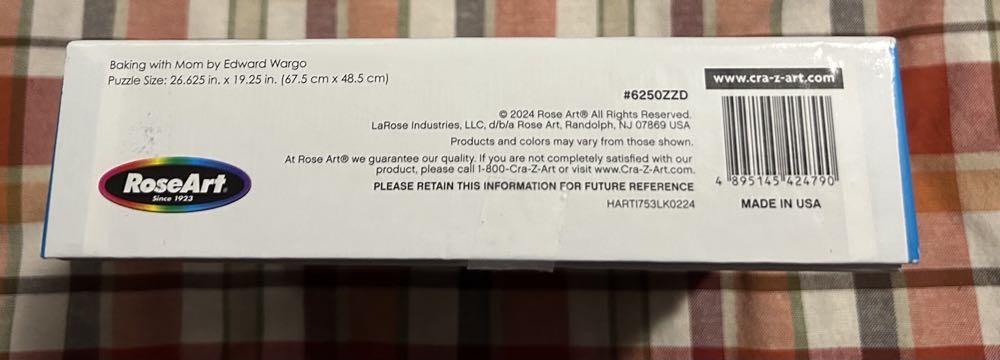 Baking with Mom by Edward Wargo
Puzzle Size: 26.625 in. x 19.25 in. (67.5 cm x 48.5 cm)
www.cra-z-art.com
#6250ZZD
© 2024 Rose Art® All Rights Reserved.
LaRose Industries, LLC, d/b/a Rose Art, Randolph, NJ 07869 USA
Products and colors may vary from those shown.
At Rose Art® we guarantee our quality. If you are not completely satisfied with our
product, please call 1-800-Cra-Z-Art or visit www.Cra-Z-Art.com.
PLEASE RETAIN THIS INFORMATION FOR FUTURE REFERENCE
HARTI753LK0224
RoseArt®
Since 1923
4 895145 424790
MADE IN USA